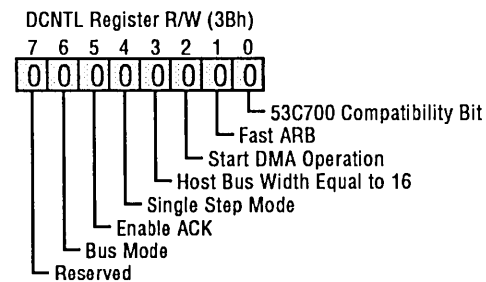 DCNTL Register R/W (3Bh)
7 6 5 4 3 2 1 0
0 0 0 0 0 0 0 0
53C700 Compatibility Bit
Fast ARB
Start DMA Operation
Host Bus Width Equal to 16
Single Step Mode
Enable ACK
Bus Mode
Reserved